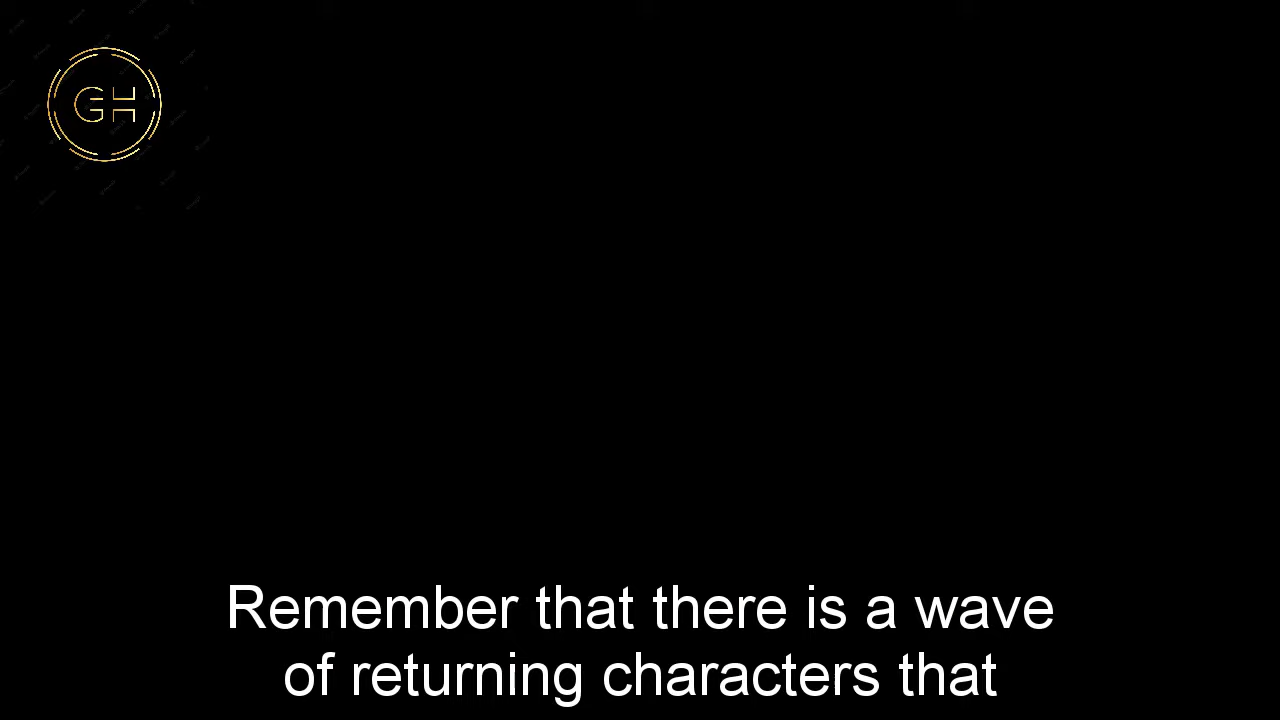 GH
Remember that there is a wave
of returning characters that